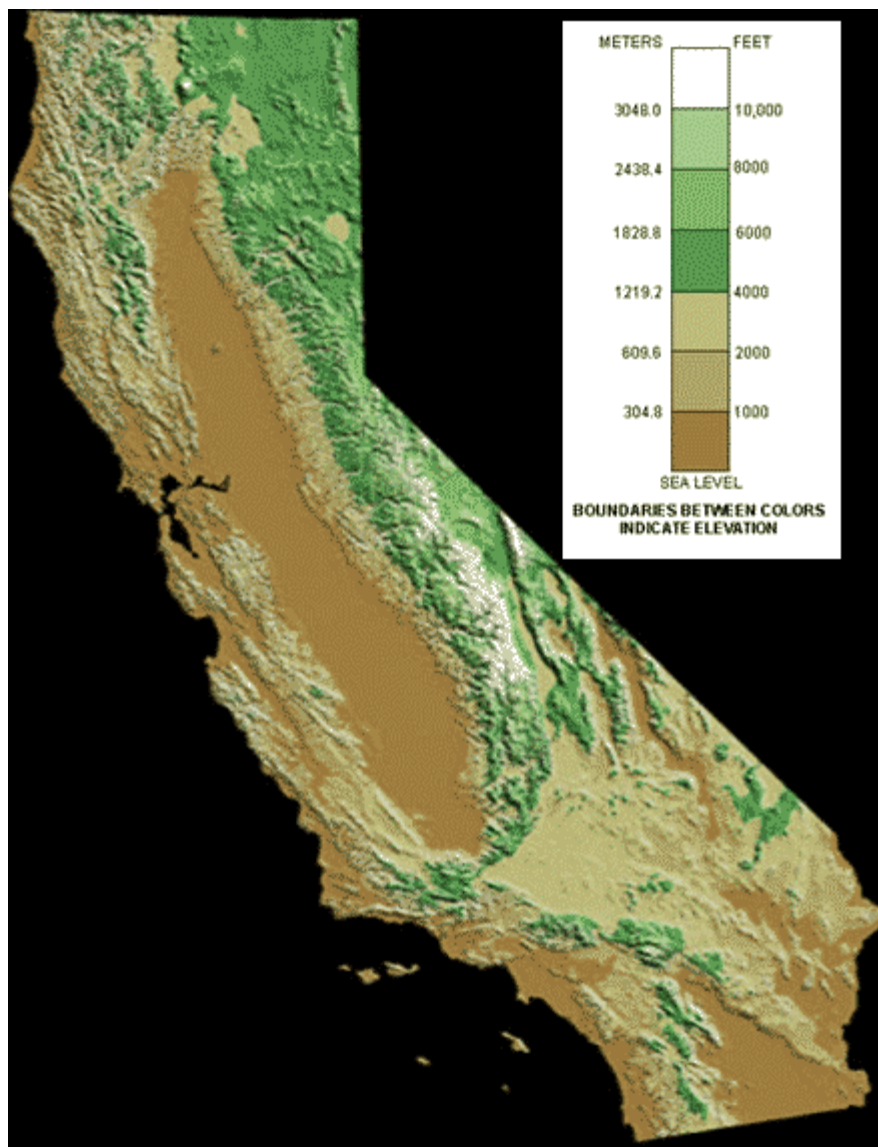 METERS FEET
3048.0 10,000
2438.4 8000
1828.8 6000
1219.2 4000
609.6 2000
304.8 1000
SEA LEVEL
BOUNDARIES BETWEEN COLORS
INDICATE ELEVATION